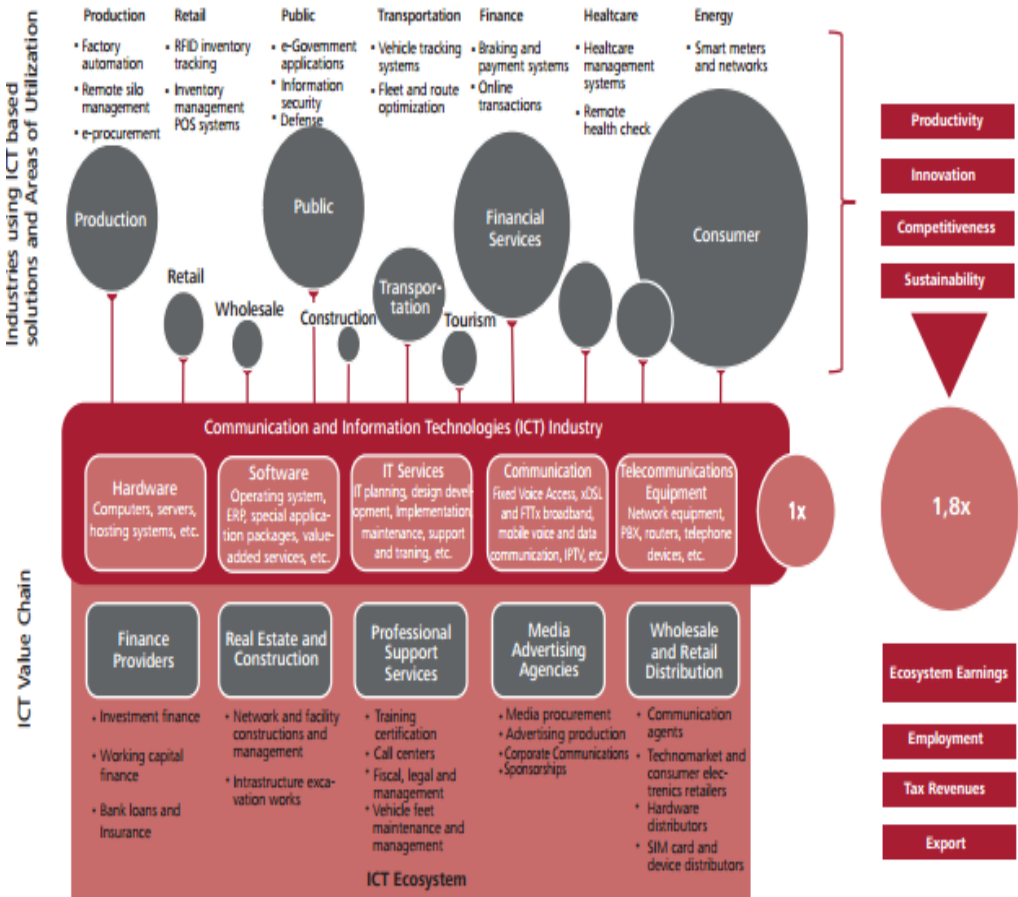 Industries using ICT based
solutions and Areas of Utilization
Production
▪ Factory
automation
▪ Remote silo
management
▪ e-procurement
Retail
▪ RFID inventory
tracking
▪ Inventory
management
POS systems
Public
▪ e-Government
applications
▪ Information
security
▪ Defense
Transportation
▪ Vehicle tracking
systems
▪ Fleet and route
optimization
Finance
▪ Braking and
payment systems
▪ Online
transactions
Healtcare
▪ Healtcare
management
systems
▪ Remote
health check
Energy
▪ Smart meters
and networks
Production
Retail
Wholesale
Public
Construction
Transpor-
tation
Tourism
Financial
Services
Consumer
Productivity
Innovation
Competitiveness
Sustainability
Communication and Information Technologies (ICT) Industry
Hardware
Computers, servers,
hosting systems, etc.
Software
Operating system,
ERP, special applica-
tion packages, value-
added services, etc.
IT Services
IT planning, design devel-
opment, Implementation,
maintenance, support
and traning, etc.
Communication
Fixed Voice Access, xDSL
and FTTx broadband,
mobile voice and data
communication, IPTV, etc.
Telecommunications
Equipment
Network equipment,
PBX, routers, telephone
devices, etc.
1x
1,8x
ICT Value Chain
Finance
Providers
• Investment finance
• Working capital
finance
• Bank loans and
Insurance
Real Estate and
Construction
• Network and facility
constructions and
management
• Intrastructure exca-
vation works
Professional
Support
Services
• Training
certification
• Call centers
• Fiscal, legal and
management
• Vehicle feet
maintenance and
management
Media
Advertising
Agencies
• Media procurement
• Advertising production
• Corporate Communications
• Sponsorships
Wholesale
and Retail
Distribution
• Communication
agents
• Technomarket and
consumer elec-
trenics retailers
• Hardware
distributors
• SIM card and
device distributors
ICT Ecosystem
Ecosystem Earnings
Employment
Tax Revenues
Export